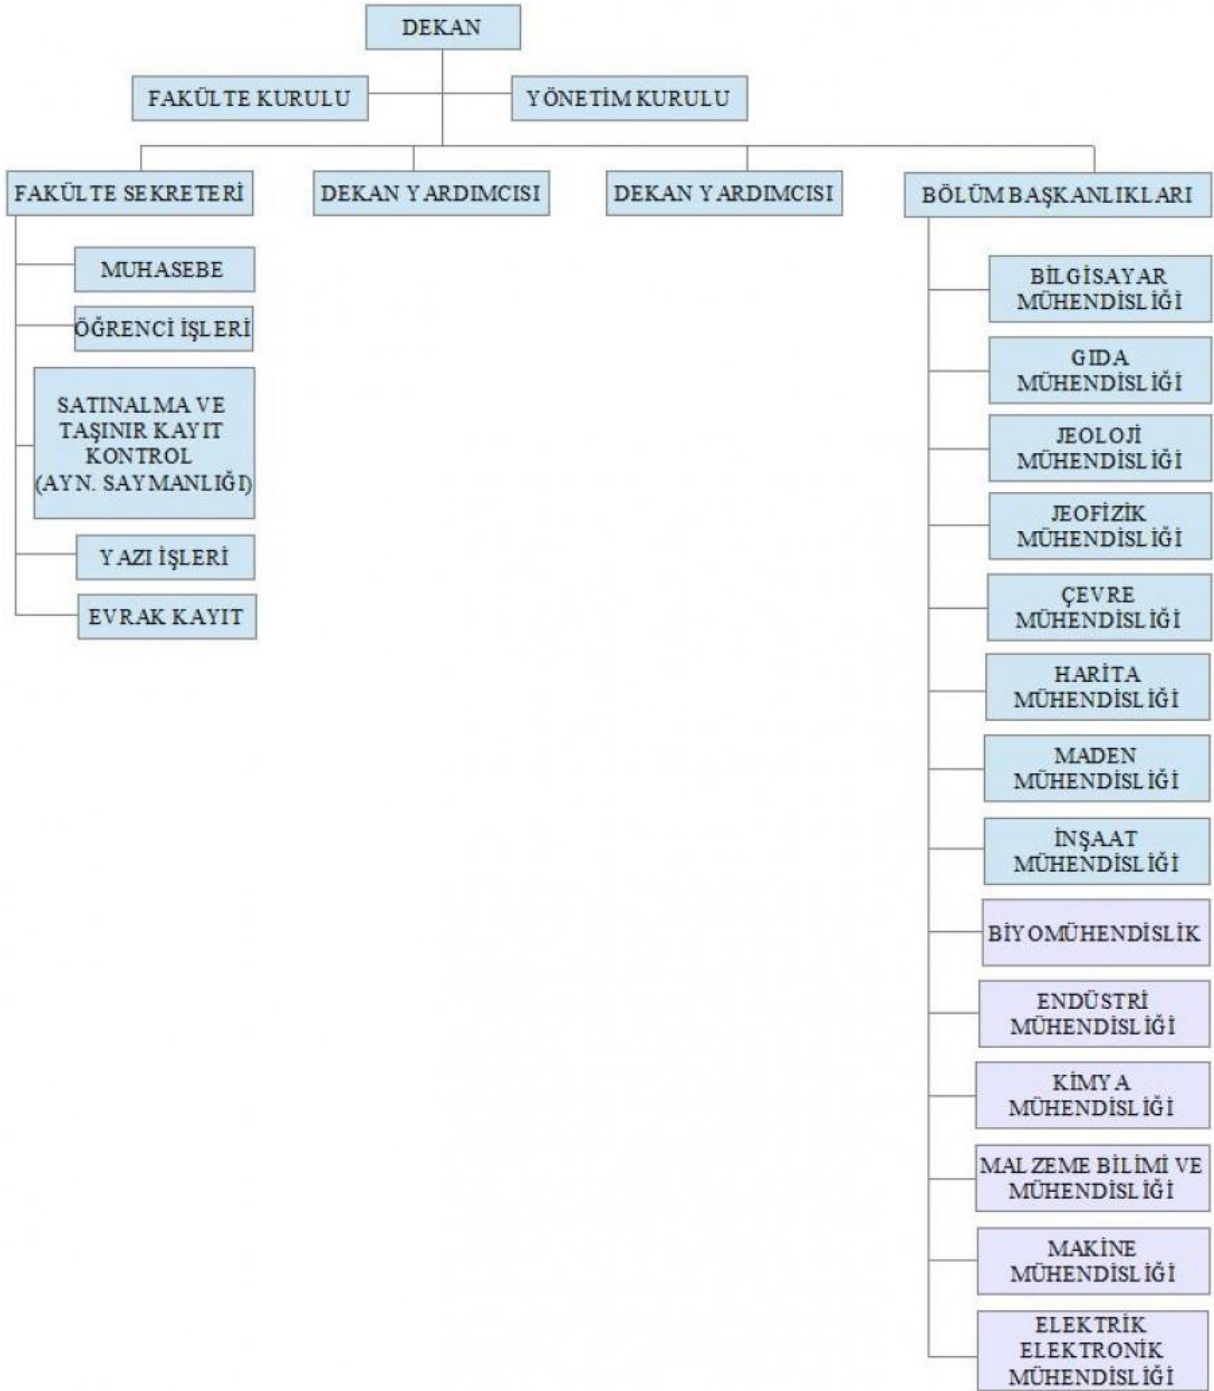 DEKAN
FAKÜLTE KURULU
YÖNETİM KURULU
FAKÜLTE SEKRETERİ
DEKAN YARDIMCISI
DEKAN YARDIMCISI
BÖLÜM BAŞKANLIKLARI
MUHASEBE
ÖĞRENCİ İŞLERİ
SATINALMA VE
TAŞINIR KAYIT
KONTROL
(AYN. SAYMANLIĞI)
YAZI İŞLERİ
EVRAK KAYIT
BİLGİSAYAR
MÜHENDİSLİĞİ
GIDA
MÜHENDİSLİĞİ
JEOLOJİ
MÜHENDİSLİĞİ
JEOFİZİK
MÜHENDİSLİĞİ
ÇEVRE
MÜHENDİSLİĞİ
HARİTA
MÜHENDİSLİĞİ
MADEN
MÜHENDİSLİĞİ
İNŞAAT
MÜHENDİSLİĞİ
BİYOMÜHENDİSLİK
ENDÜSTRİ
MÜHENDİSLİĞİ
KİMYA
MÜHENDİSLİĞİ
MALZEME BİLİMİ VE
MÜHENDİSLİĞİ
MAKİNE
MÜHENDİSLİĞİ
ELEKTRİK
ELEKTRONİK
MÜHENDİSLİĞİ